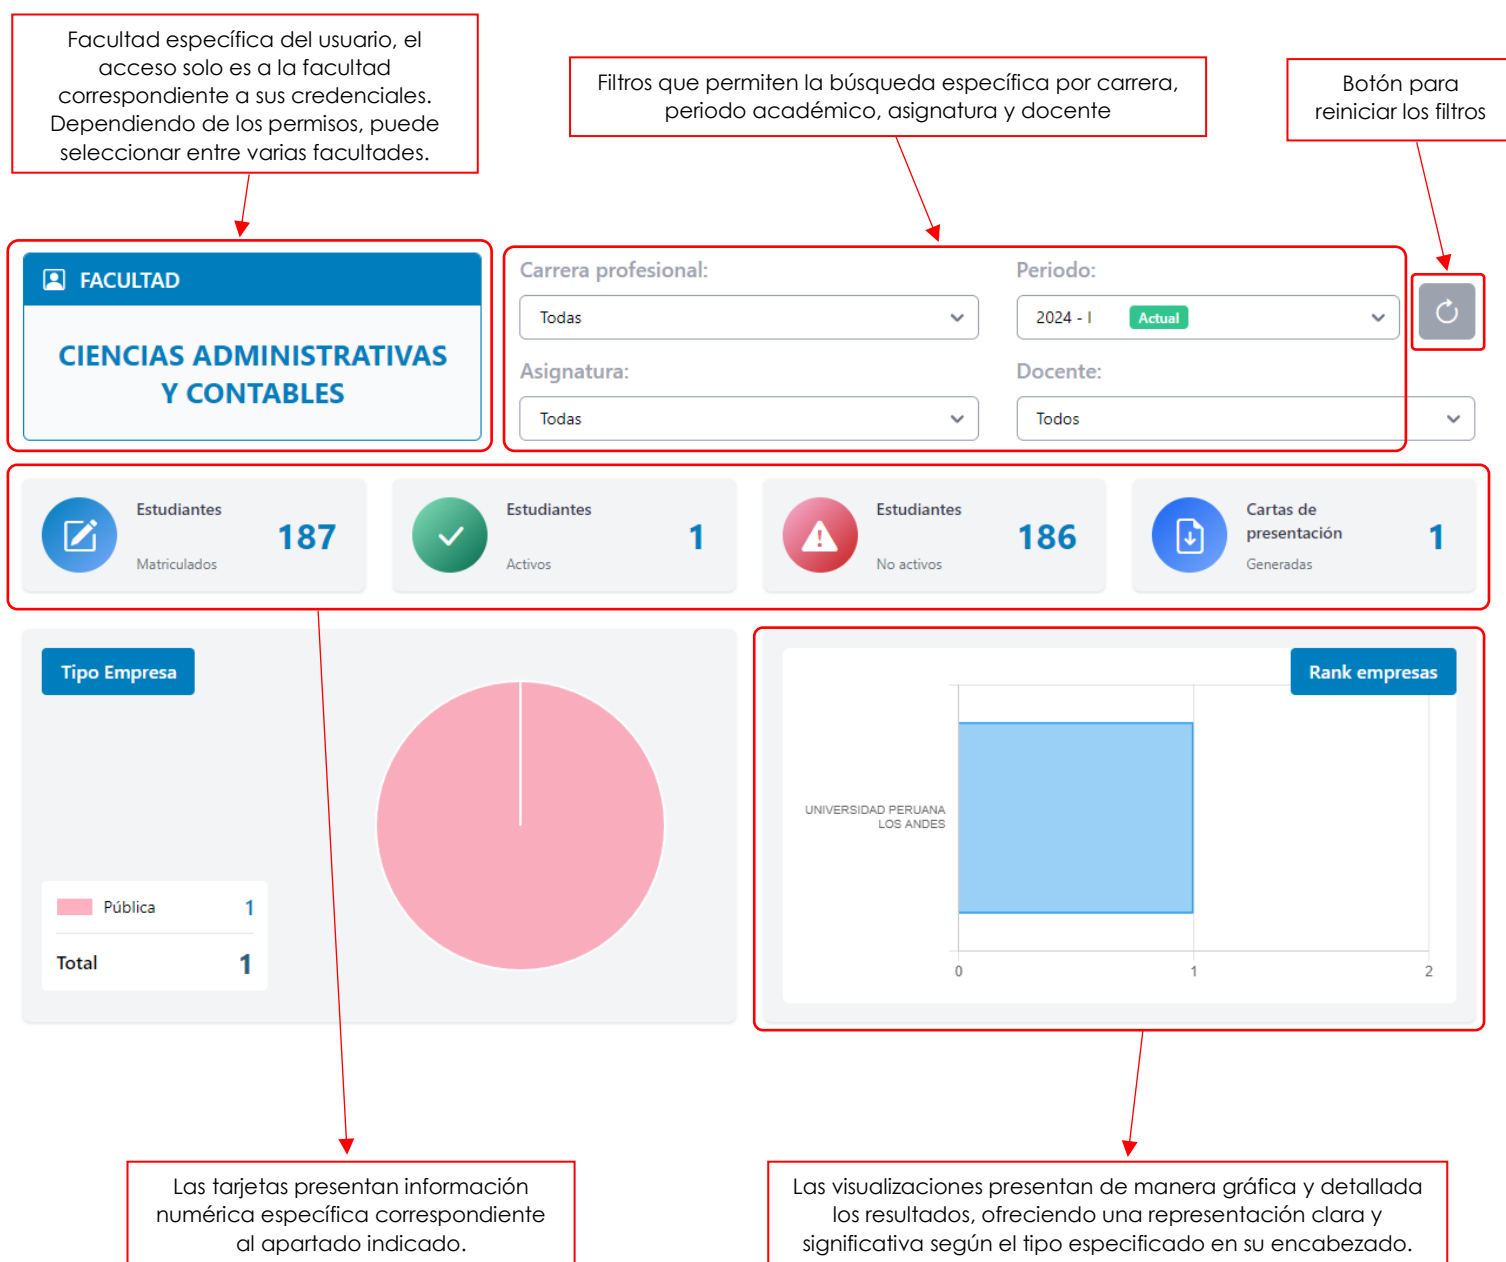 Facultad específica del usuario, el
acceso solo es a la facultad
correspondiente a sus credenciales.
Dependiendo de los permisos, puede
seleccionar entre varias facultades.
Filtros que permiten la búsqueda específica por carrera,
periodo académico, asignatura y docente
Botón para
reiniciar los filtros
FACULTAD
CIENCIAS ADMINISTRATIVAS
Y CONTABLES
Carrera profesional:
Todas
Periodo:
2024 - I Actual
Asignatura:
Todas
Docente:
Todos
Estudiantes
Matriculados
187
Estudiantes
Activos
1
Estudiantes
No activos
186
Cartas de
presentación
Generadas
1
Tipo Empresa
Pública 1
Total 1
Rank empresas
UNIVERSIDAD PERUANA
LOS ANDES
0 1 2
Las tarjetas presentan información
numérica específica correspondiente
al apartado indicado.
Las visualizaciones presentan de manera gráfica y detallada
los resultados, ofreciendo una representación clara y
significativa según el tipo especificado en su encabezado.